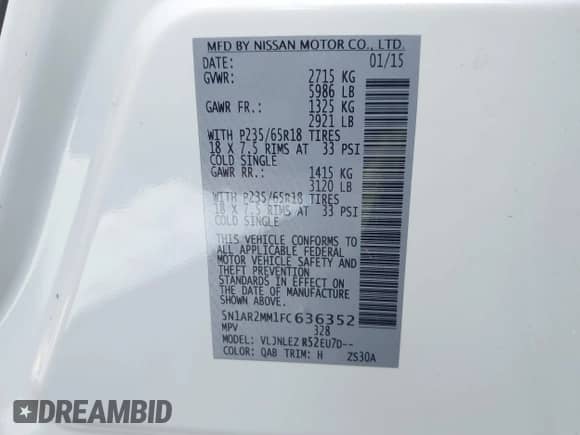 MFD BY NISSAN MOTOR CO., LTD.
DATE: 01/15
GVWR: 2715 KG
5986 LB
GAWR FR.: 1325 KG
2921 LB
WITH P235/65R18 TIRES
18 X 7.5 RIMS AT 33 PSI
COLD SINGLE
GAWR RR.: 1415 KG
3120 LB
WITH P235/65R18 TIRES
18 X 7.5 RIMS AT 33 PSI
COLD SINGLE
THIS VEHICLE CONFORMS TO
ALL APPLICABLE FEDERAL
MOTOR VEHICLE SAFETY AND
THEFT PREVENTION
STANDARDS IN EFFECT ON
THE DATE OF MANUFACTURE
SHOWN ABOVE.
5N1AR2MM1FC636352
MPV 328
MODEL: VLJNLEZ R52EU7D--
COLOR: QAB TRIM: H ZS30A
DREAMBID